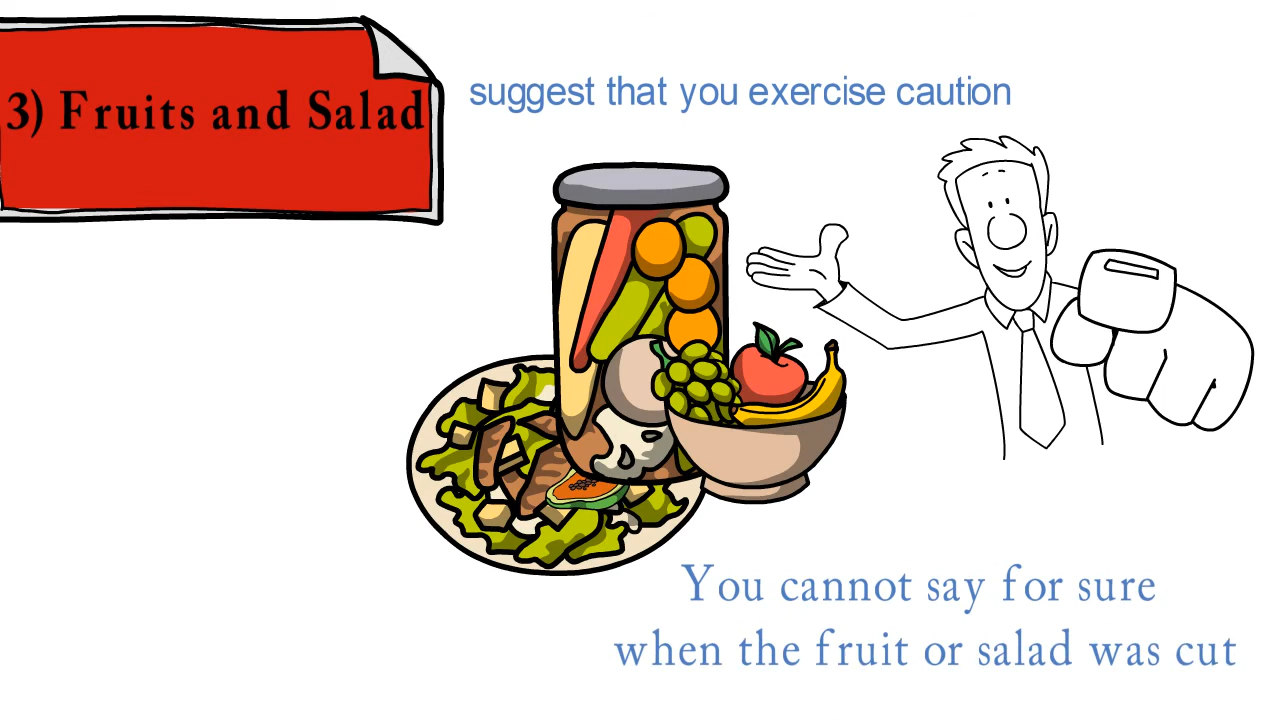 3) Fruits and Salad
suggest that you exercise caution
You cannot say for sure
when the fruit or salad was cut